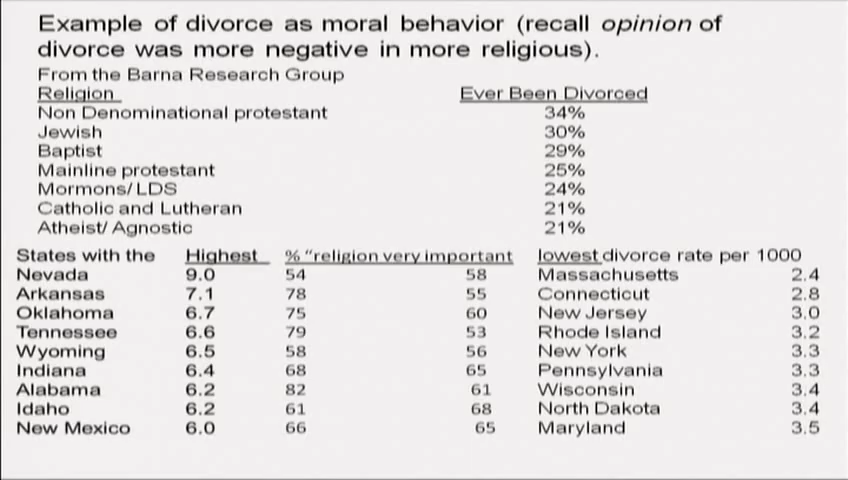 Example of divorce as moral behavior (recall opinion of
divorce was more negative in more religious).
From the Barna Research Group
Religion Ever Been Divorced
Non Denominational protestant 34%
Jewish 30%
Baptist 29%
Mainline protestant 25%
Mormons/ LDS 24%
Catholic and Lutheran 21%
Atheist/ Agnostic 21%
States with the Highest % "religion very important lowest divorce rate per 1000
Nevada 9.0 54 58 Massachusetts 2.4
Arkansas 7.1 78 55 Connecticut 2.8
Oklahoma 6.7 75 60 New Jersey 3.0
Tennessee 6.6 79 53 Rhode Island 3.2
Wyoming 6.5 58 56 New York 3.3
Indiana 6.4 68 65 Pennsylvania 3.3
Alabama 6.2 82 61 Wisconsin 3.4
Idaho 6.2 61 68 North Dakota 3.4
New Mexico 6.0 66 65 Maryland 3.5